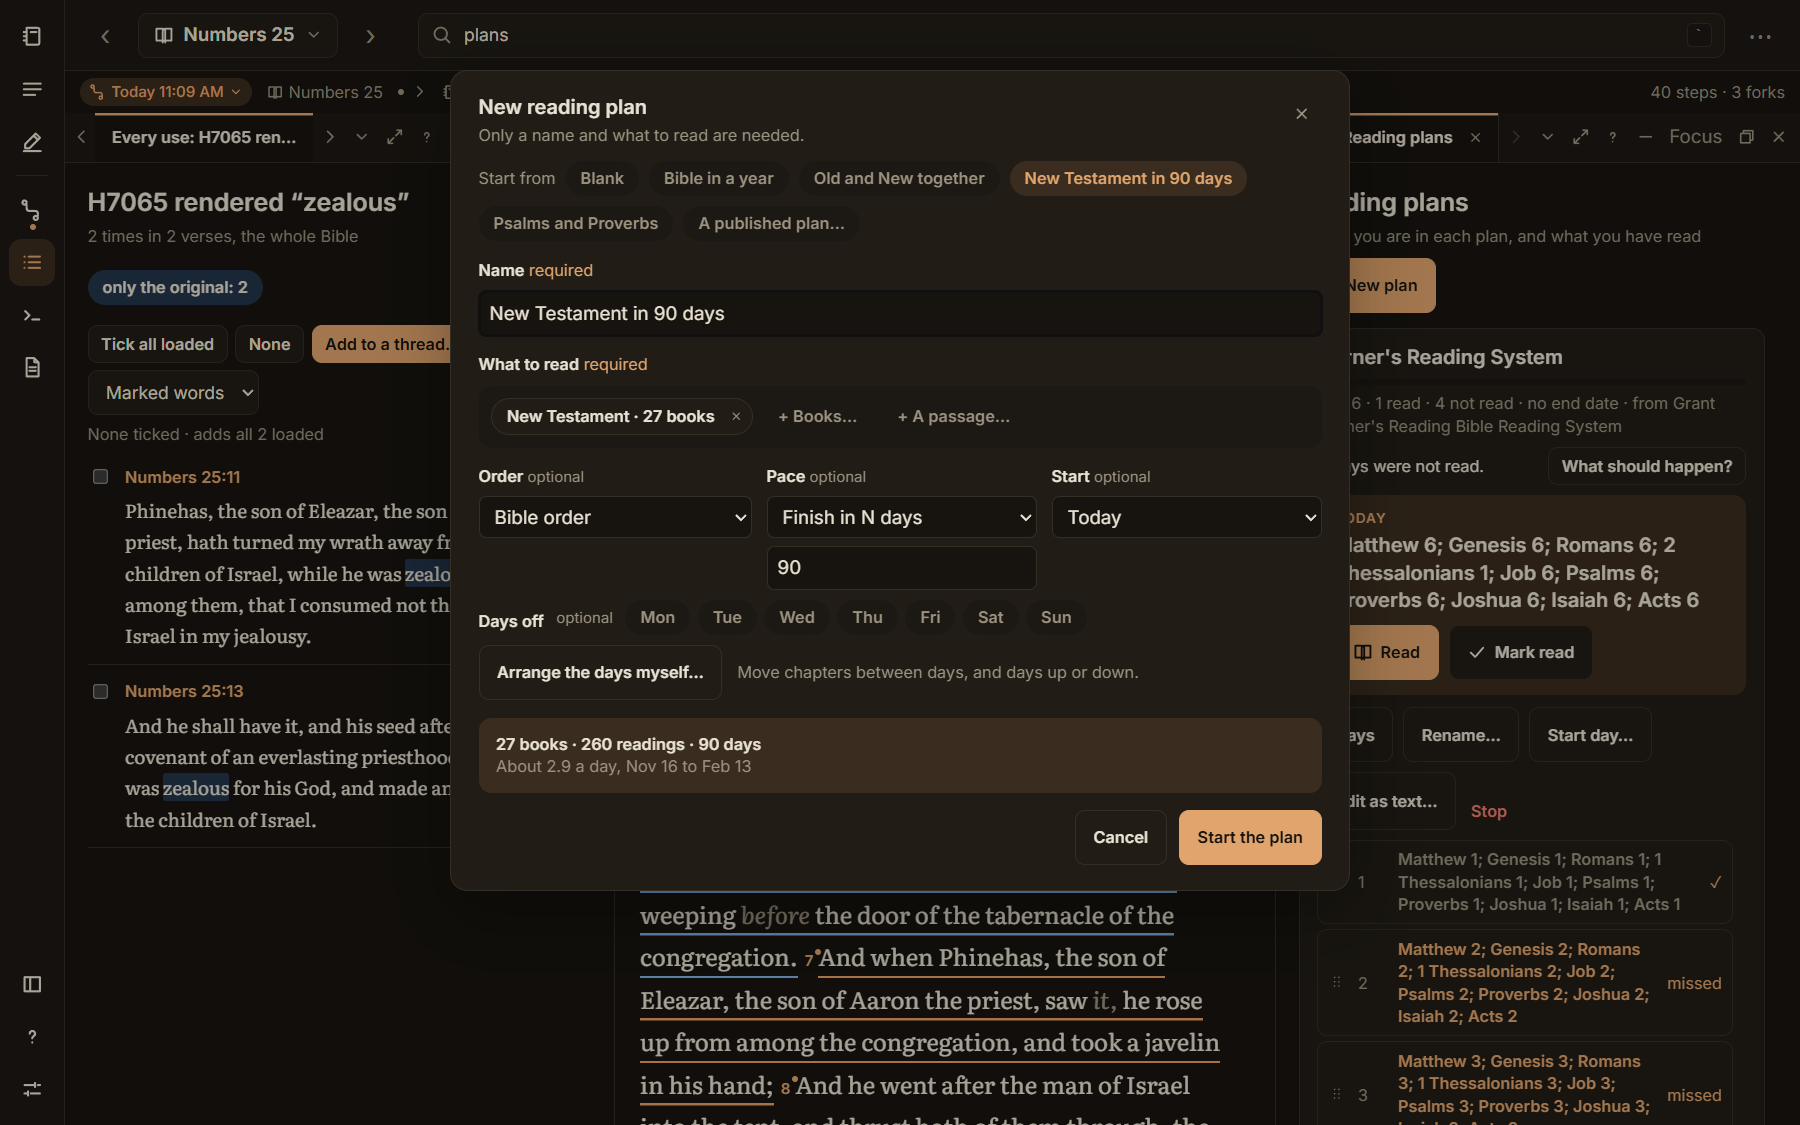 Numbers 25
plans
`
Today 11:09 AM
Numbers 25
40 steps · 3 forks
Every use: H7065 ren...
?
H7065 rendered “zealous”
2 times in 2 verses, the whole Bible
only the original: 2
Tick all loaded
None
Add to a thread.
Marked words
None ticked · adds all 2 loaded
Numbers 25:11
Phinehas, the son of Eleazar, the son
priest, hath turned my wrath away
children of Israel, while he was zealo
among them, that I consumed not th
Israel in my jealousy.
Numbers 25:13
And he shall have it, and his seed afte
covenant of an everlasting priesthoo
was zealous for his God, and made an
the children of Israel.
New reading plan
Only a name and what to read are needed.
Start from
Blank
Bible in a year
Old and New together
New Testament in 90 days
Psalms and Proverbs
A published plan...
Name required
New Testament in 90 days
What to read required
New Testament · 27 books ×
+ Books...
+ A passage...
Order optional
Pace optional
Start optional
Bible order
Finish in N days
Today
90
Days off optional
Mon
Tue
Wed
Thu
Fri
Sat
Sun
Arrange the days myself...
Move chapters between days, and days up or down.
27 books · 260 readings · 90 days
About 2.9 a day, Nov 16 to Feb 13
Cancel
Start the plan
weeping before the door of the tabernacle of the
congregation. 7 And when Phinehas, the son of
Eleazar, the son of Aaron the priest, saw it, he rose
up from among the congregation, and took a javelin
in his hand; 8 And he went after the man of Israel
into the tent, and thrust both of them through, the
Reading plans
?
Focus
ding plans
you are in each plan, and what you have read
New plan
ner's Reading System
6 · 1 read · 4 not read · no end date · from Grant
ner's Reading Bible Reading System
ys were not read.
What should happen?
ODAY
Matthew 6; Genesis 6; Romans 6; 2
Thessalonians 1; Job 6; Psalms 6;
Proverbs 6; Joshua 6; Isaiah 6; Acts 6
Read
Mark read
ays
Rename...
Start day...
dit as text...
Stop
1
Matthew 1; Genesis 1; Romans 1; 1
Thessalonians 1; Job 1; Psalms 1;
Proverbs 1; Joshua 1; Isaiah 1; Acts 1
2
Matthew 2; Genesis 2; Romans
2; 1 Thessalonians 2; Job 2;
Psalms 2; Proverbs 2; Joshua 2;
Isaiah 2; Acts 2
missed
3
Matthew 3; Genesis 3; Romans
3; 1 Thessalonians 3; Job 3;
Psalms 3; Proverbs 3; Joshua 3;
missed
?